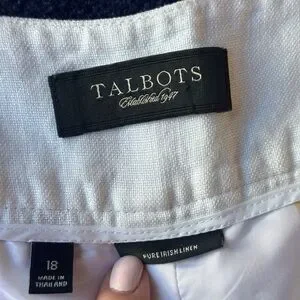 TALBOTS
Established 1947
18
MADE IN
THAILAND
PURE IRISH LINEN